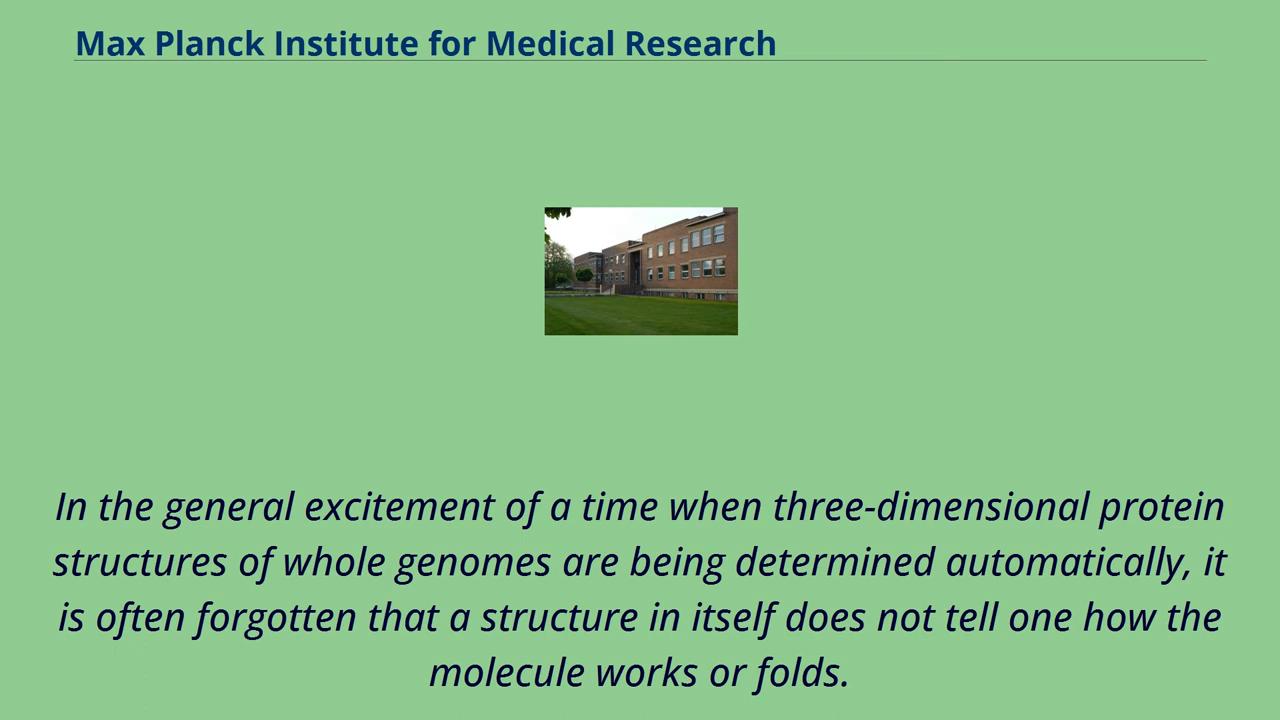 Max Planck Institute for Medical Research
In the general excitement of a time when three-dimensional protein
structures of whole genomes are being determined automatically, it
is often forgotten that a structure in itself does not tell one how the
molecule works or folds.